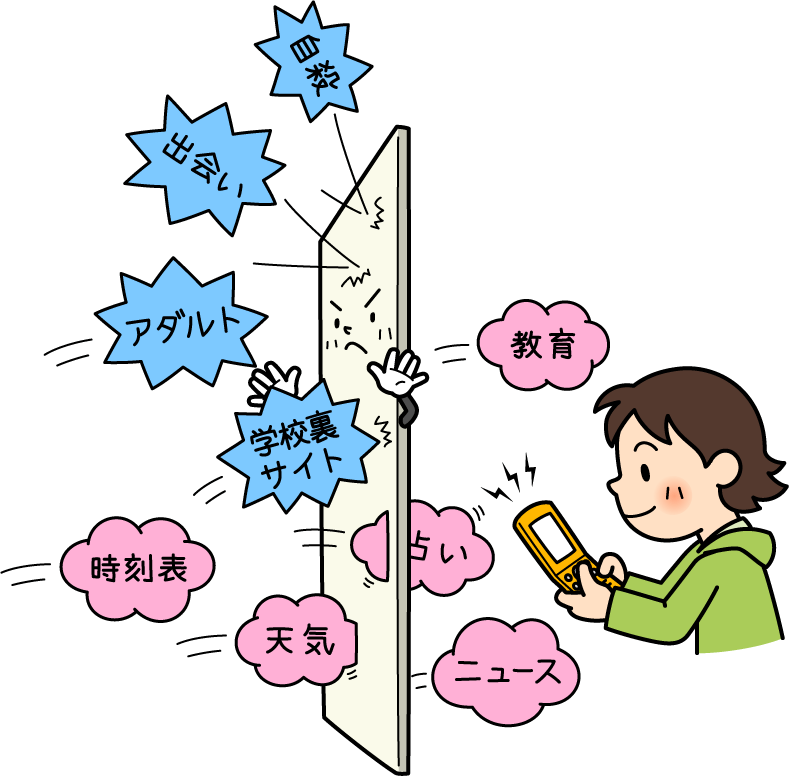 自殺
出会い
アダルト
教育
学校裏
サイト
時刻表
占い
天気
ニュース